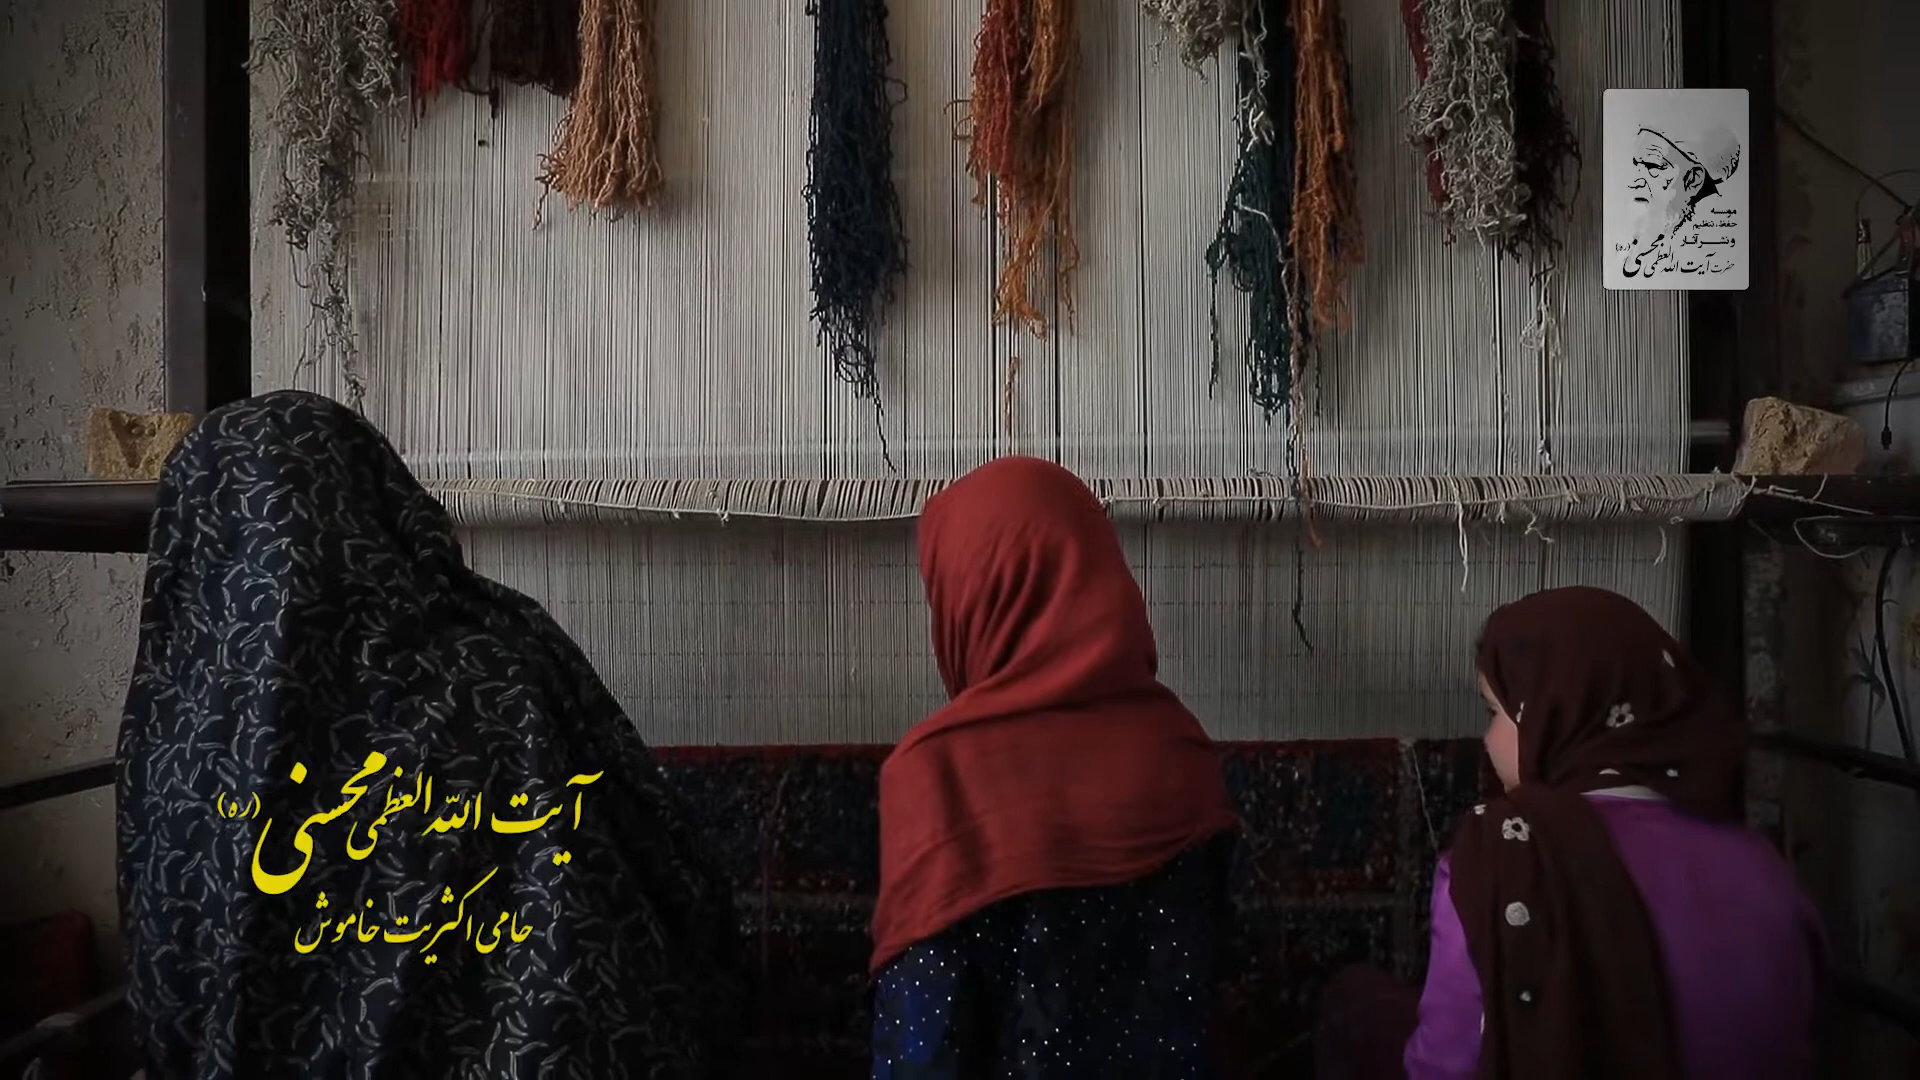 آیت الله العظمی محسنی (ره)
حامی اکثریت خاموش
موسسه
حفظ، تنظیم
و نشر آثار
حضرت آیت الله العظمی محسنی (ره)